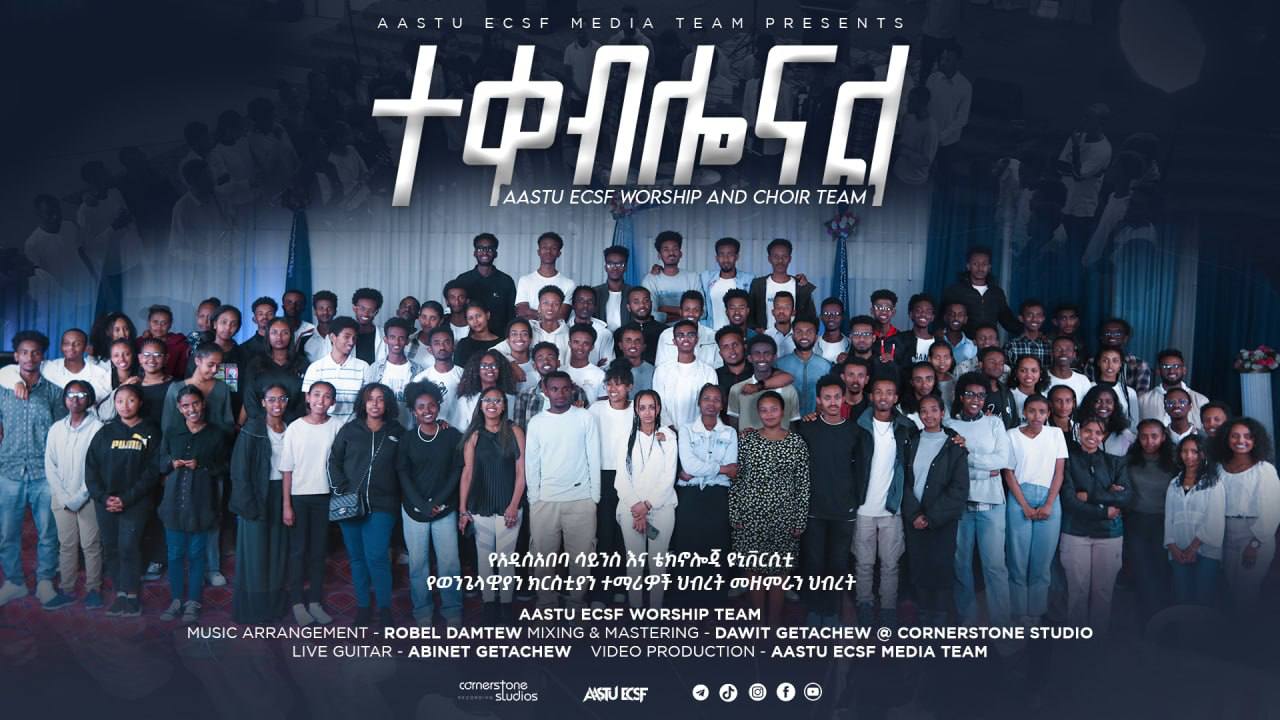 AASTU ECSF MEDIA TEAM PRESENTS
ተቀብሎናል
AASTU ECSF WORSHIP AND CHOIR TEAM
PUMA
የአዲስአበባ ሳይንስ እና ቴክኖሎጂ ዩኒቨርሲቲ
የወንጌላዊያን ክርስቲያን ተማሪዎች ህብረት መዘምራን ህብረት
AASTU ECSF WORSHIP TEAM
MUSIC ARRANGEMENT - ROBEL DAMTEW MIXING & MASTERING - DAWIT GETACHEW @ CORNERSTONE STUDIO
LIVE GUITAR - ABINET GETACHEW VIDEO PRODUCTION - AASTU ECSF MEDIA TEAM
cornerstone
RECORDING studios
AASTU ECSF